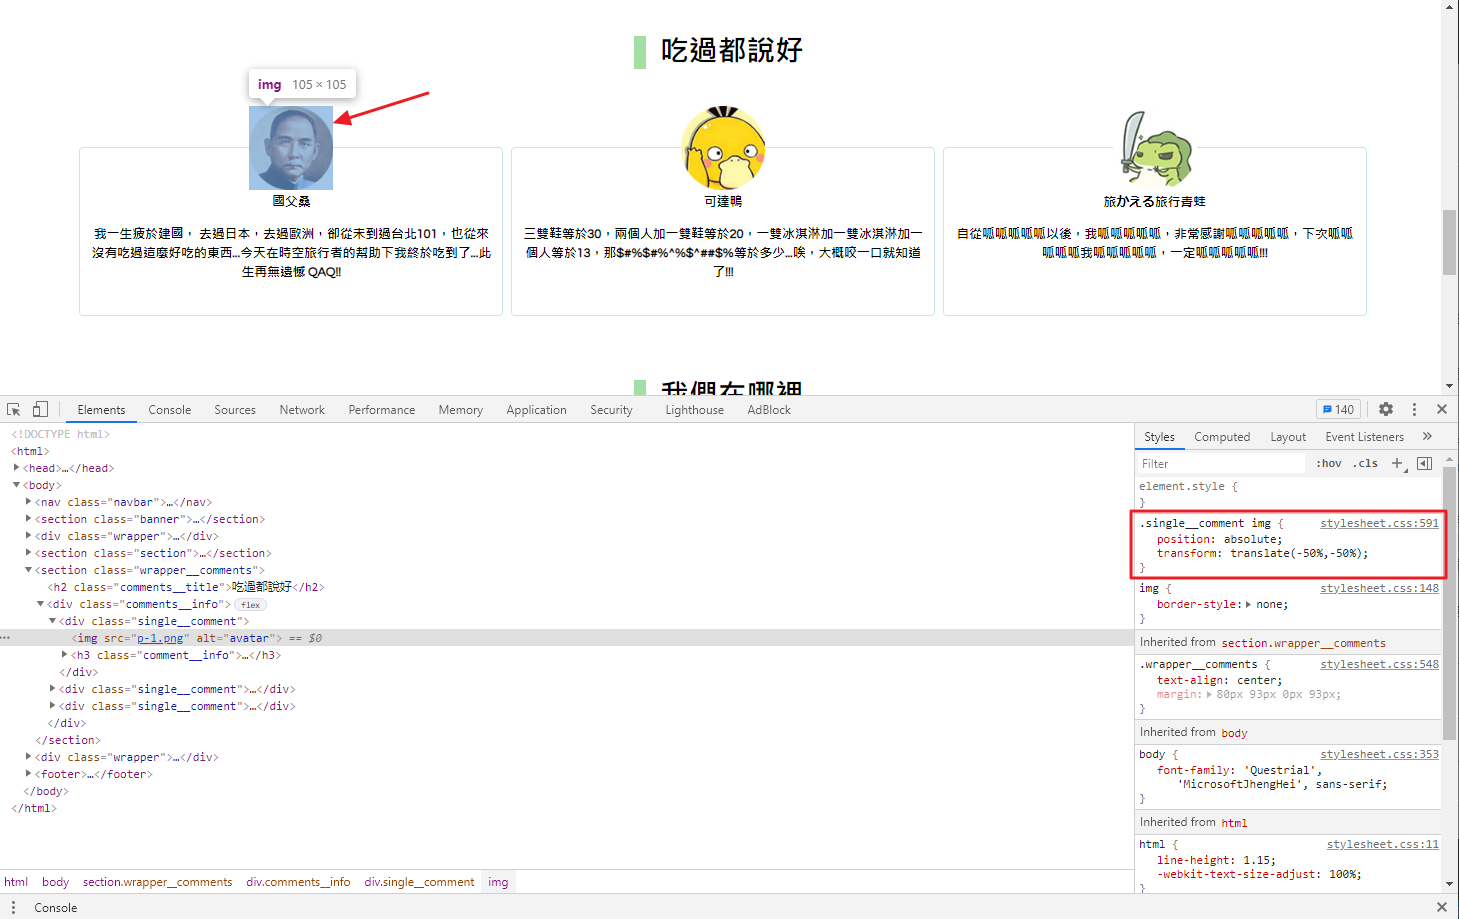 吃過都說好
img 105 × 105
國父桑
我一生疲於建國， 去過日本，去過歐洲，卻從未到過台北101，也從來
沒有吃過這麼好吃的東西...今天在時空旅行者的幫助下我終於吃到了...此
生再無遺憾 QAQ!!
可達鴨
三雙鞋等於30，兩個人加一雙鞋等於20，一雙冰淇淋加一雙冰淇淋加一
個人等於13，那$#%$#%^%$^##$%等於多少...唉，大概咬一口就知道
了!!!
旅かえる旅行青蛙
自從呱呱呱呱呱以後，我呱呱呱呱呱，非常感謝呱呱呱呱呱，下次呱呱
呱呱呱我呱呱呱呱呱，一定呱呱呱呱呱!!!
我們在哪裡
Elements Console Sources Network Performance Memory Application Security Lighthouse AdBlock 140
<!DOCTYPE html>
<html>
<head>…</head>
<body>
<nav class="navbar">…</nav>
<section class="banner">…</section>
<div class="wrapper">…</div>
<section class="section">…</section>
<section class="wrapper__comments">
<h2 class="comments__title">吃過都說好</h2>
<div class="comments__info"> flex
<div class="single__comment">
<img src="p-1.png" alt="avatar"> == $0
<h3 class="comment__info">…</h3>
</div>
<div class="single__comment">…</div>
<div class="single__comment">…</div>
</div>
</section>
<div class="wrapper">…</div>
<footer>…</footer>
</body>
</html>
html body section.wrapper__comments div.comments__info div.single__comment img
Styles Computed Layout Event Listeners »
Filter :hov .cls +
element.style {
}
.single__comment img { stylesheet.css:591
position: absolute;
transform: translate(-50%,-50%);
}
img { stylesheet.css:148
border-style: none;
}
Inherited from section.wrapper__comments
.wrapper__comments { stylesheet.css:548
text-align: center;
margin: 80px 93px 0px 93px;
}
Inherited from body
body { stylesheet.css:353
font-family: 'Questrial',
'MicrosoftJhengHei', sans-serif;
}
Inherited from html
html { stylesheet.css:11
line-height: 1.15;
-webkit-text-size-adjust: 100%;
}
Console